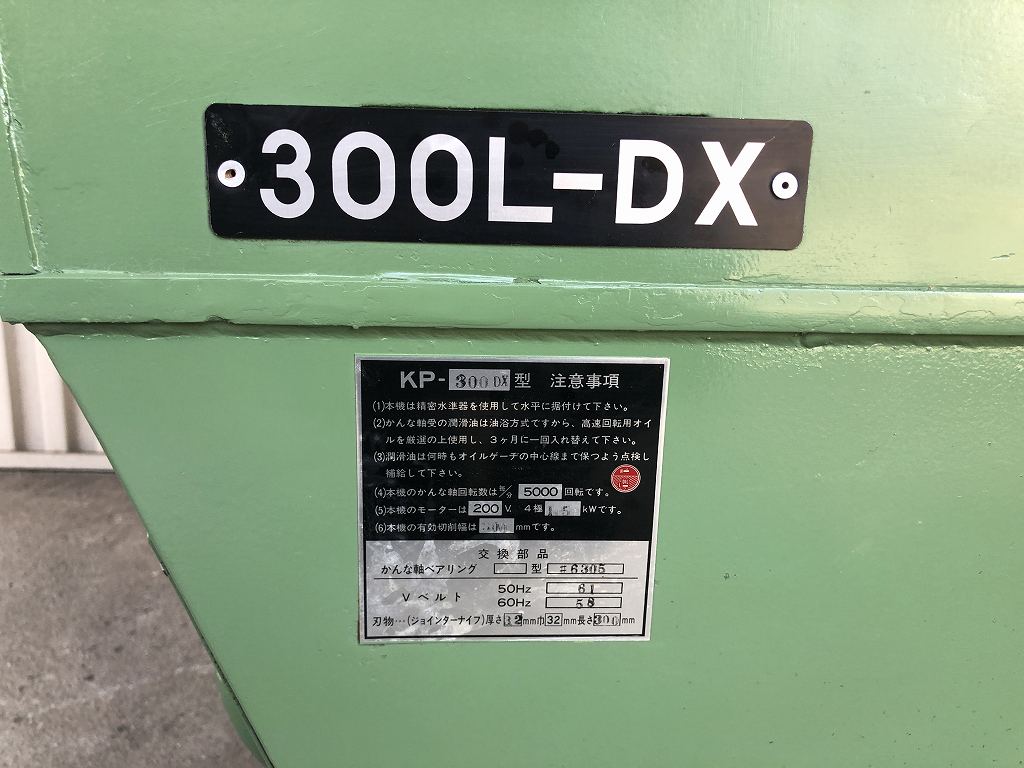 300L-DX
KP-300DX型 注意事項
(1)本機は精密水準器を使用して水平に据付けて下さい。
(2)かんな軸受の潤滑油は油浴方式ですから、高速回転用オイ
ルを厳選の上使用し、3ヶ月に一回入れ替えて下さい。
(3)潤滑油は何時もオイルゲーヂの中心線まで保つよう点検し
補給して下さい。
(4)本機のかんな軸回転数は毎/分 5000 回転です。
(5)本機のモーターは 200 V. 4極 1.5 kWです。
(6)本機の有効切削幅は mmです。
交換部品
かんな軸ベアリング 型 #6305
Vベルト 50Hz 61
60Hz 58
刃物…(ジョインターナイフ)厚さ mm巾32mm長さ300mm